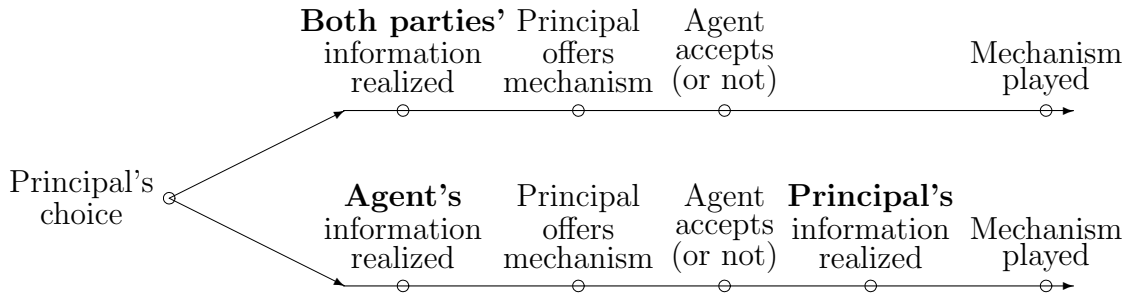 Both parties'
information
realized
Principal
offers
mechanism
Agent
accepts
(or not)
Mechanism
played
Principal's
choice
Agent's
information
realized
Principal
offers
mechanism
Agent
accepts
(or not)
Principal's
information
realized
Mechanism
played